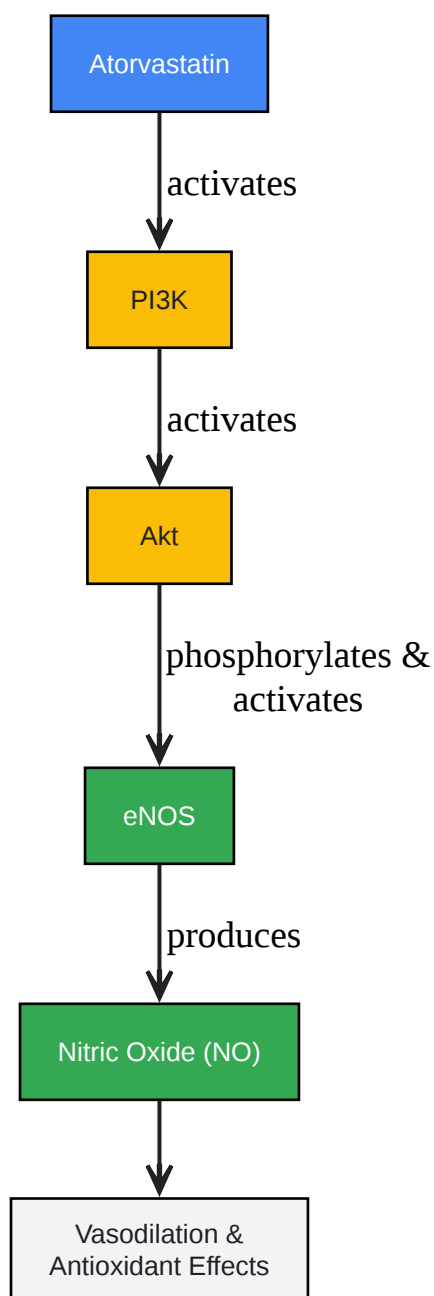 Atorvastatin
activates
PI3K
activates
Akt
phosphorylates &
activates
eNOS
produces
Nitric Oxide (NO)
Vasodilation &
Antioxidant Effects